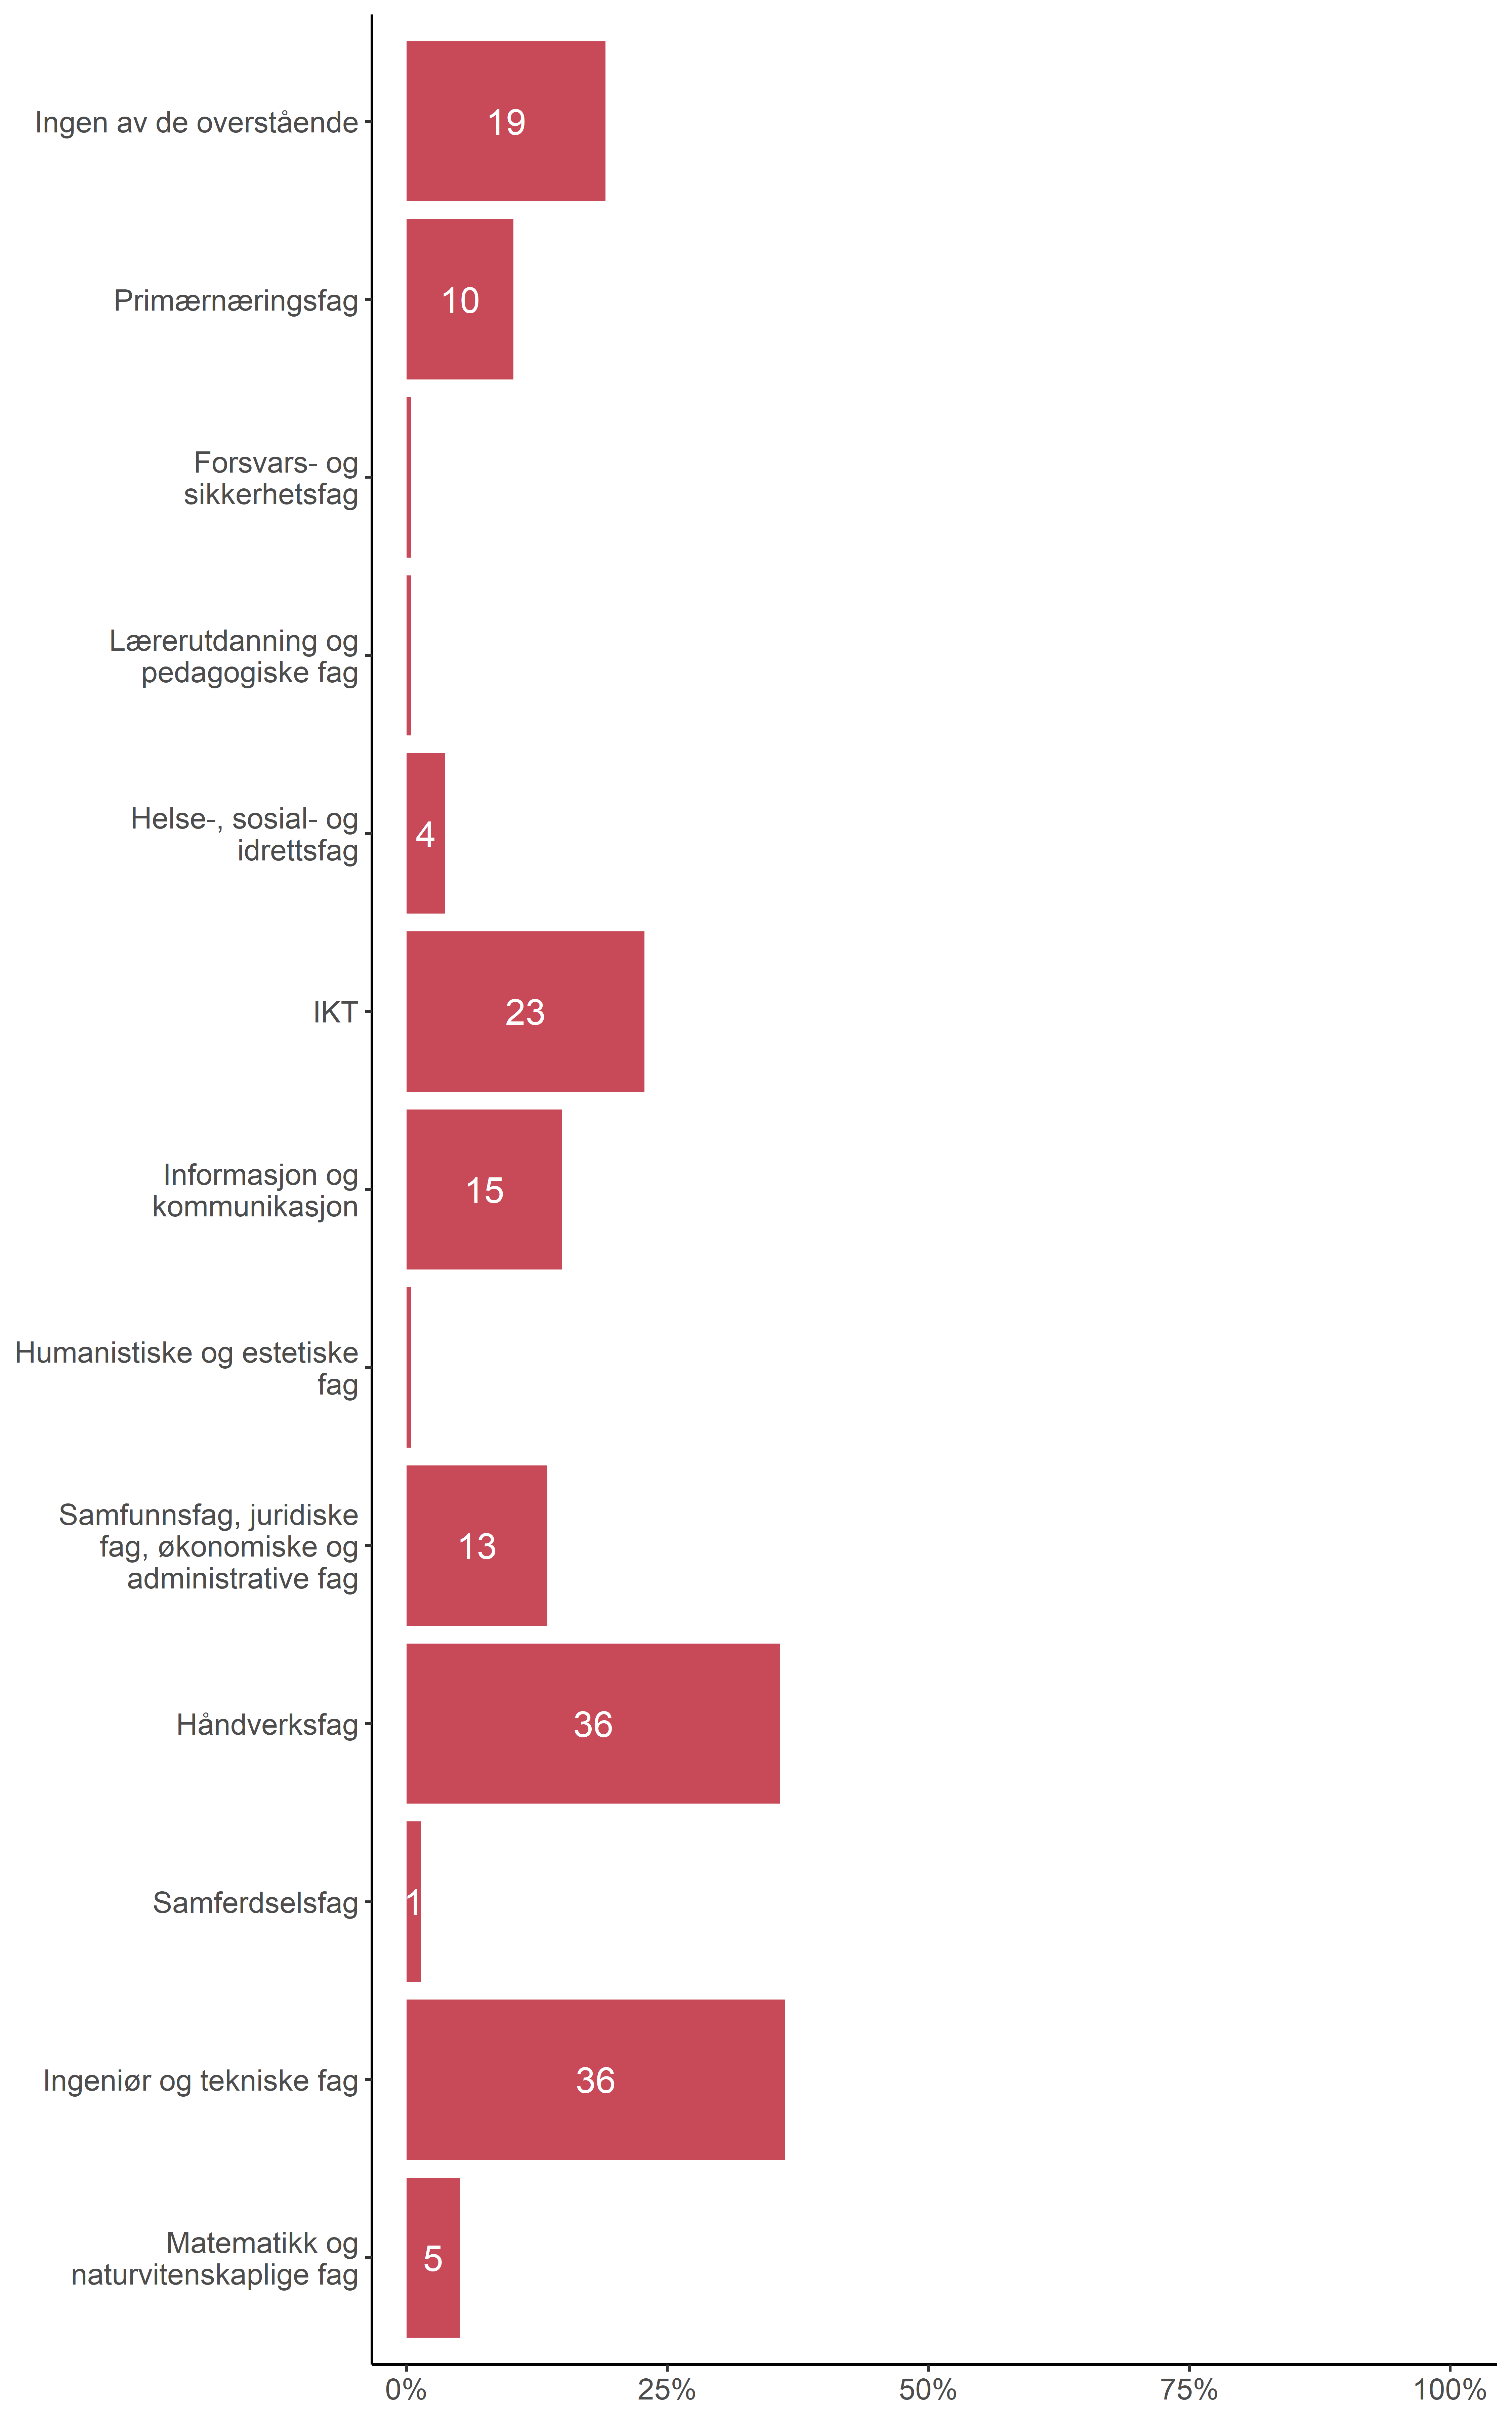 Ingen av de overstående
19
Primærnæringsfag
10
Forsvars- og
sikkerhetsfag
Lærerutdanning og
pedagogiske fag
Helse-, sosial- og
idrettsfag
4
IKT
23
Informasjon og
kommunikasjon
15
Humanistiske og estetiske
fag
Samfunnsfag, juridiske
fag, økonomiske og
administrative fag
13
Håndverksfag
36
Samferdselsfag
1
Ingeniør og tekniske fag
36
Matematikk og
naturvitenskaplige fag
5
0% 25% 50% 75% 100%